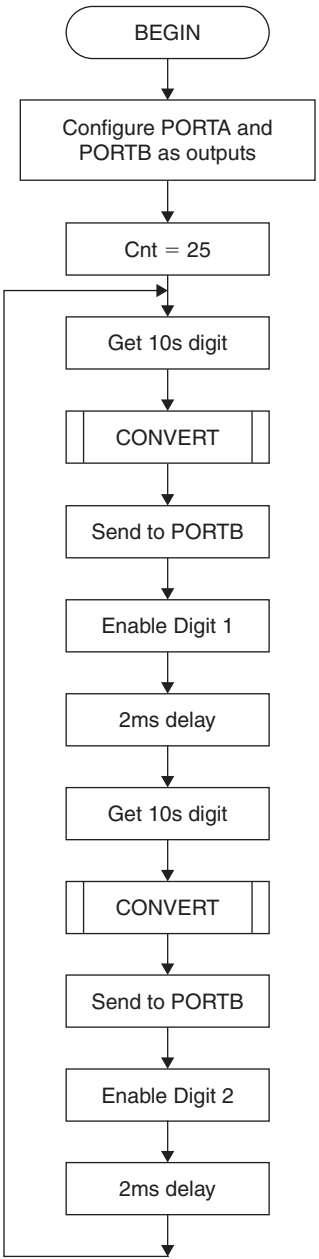 BEGIN
Configure PORTA and
PORTB as outputs
Cnt = 25
Get 10s digit
CONVERT
Send to PORTB
Enable Digit 1
2ms delay
Get 10s digit
CONVERT
Send to PORTB
Enable Digit 2
2ms delay